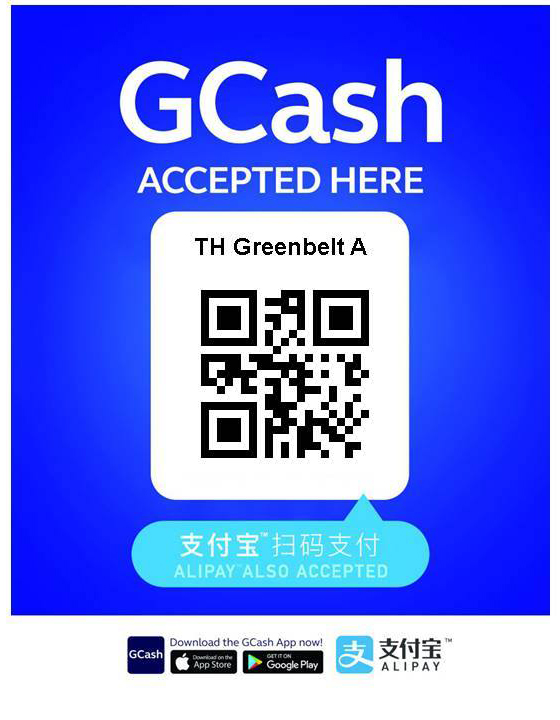 GCash
ACCEPTED HERE
TH Greenbelt A
支付宝™扫码支付
ALIPAY™ALSO ACCEPTED
Download the GCash App now!
GCash
Download on the
App Store
GET IT ON
Google Play
支 支付宝™
ALIPAY